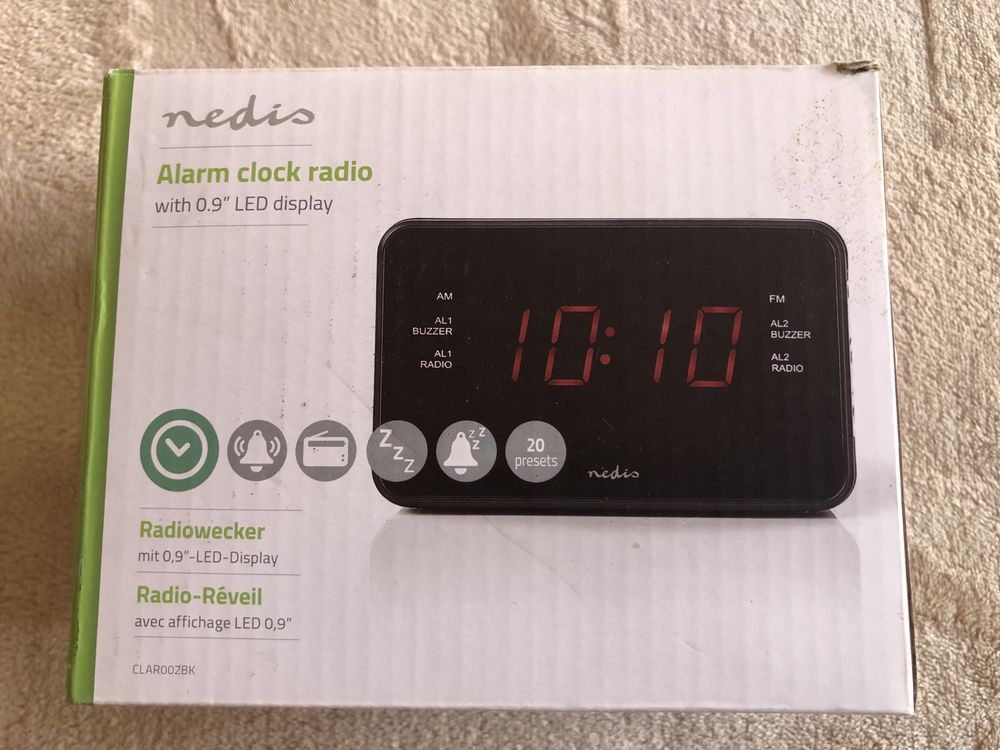 nedis
Alarm clock radio
with 0.9" LED display
AM
AL1
BUZZER
AL1
RADIO
10:10
FM
AL2
BUZZER
AL2
RADIO
Z
Z
Z
Z
Z
Z
20
presets
nedis
Radiowecker
mit 0,9"-LED-Display
Radio-Réveil
avec affichage LED 0,9"
CLAR002BK